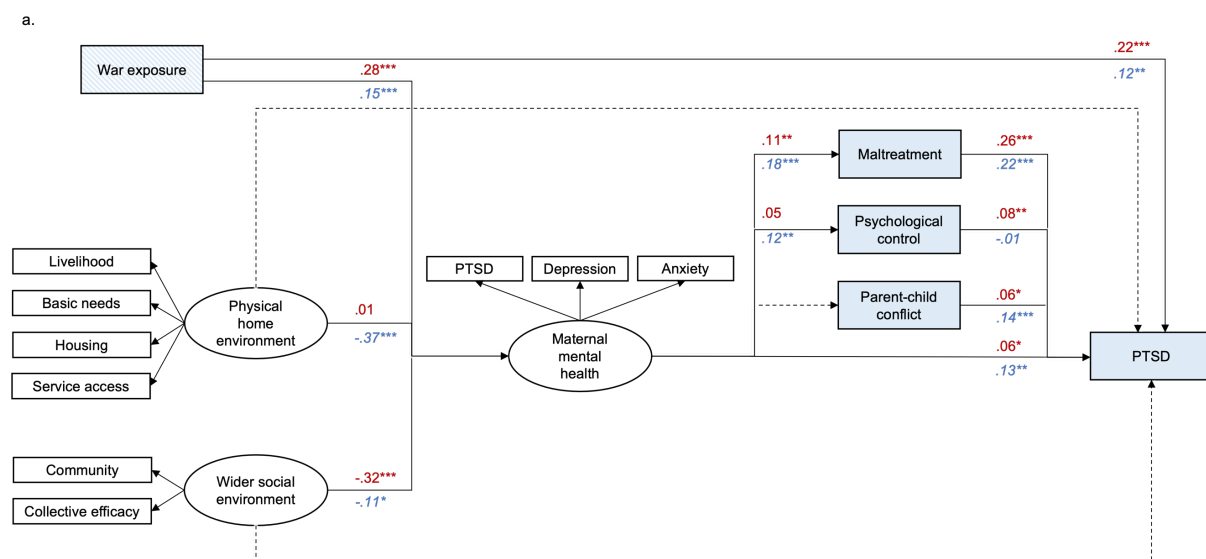 a.
War exposure
.22***
.12**
.28***
.15***
.11**
.18***
Maltreatment
.26***
.22***
.05
.12**
Psychological
control
.08**
-.01
Livelihood
Basic needs
Housing
Service access
Physical
home
environment
.01
-.37***
PTSD
Depression
Anxiety
Maternal
mental
health
Parent-child
conflict
.06*
.14***
.06*
.13**
PTSD
Community
Collective efficacy
Wider social
environment
-.32***
-.11*